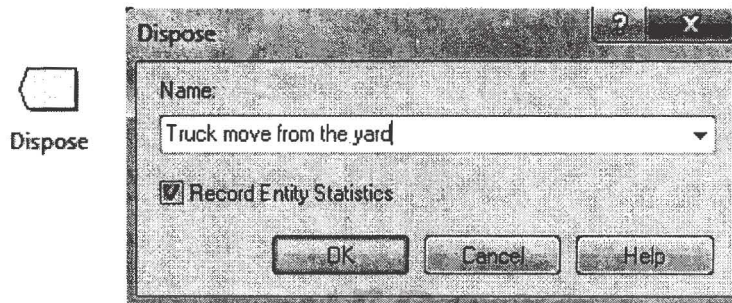 Dispose
? X
Name:
Truck move from the yard
Dispose
Record Entity Statistics
OK Cancel Help